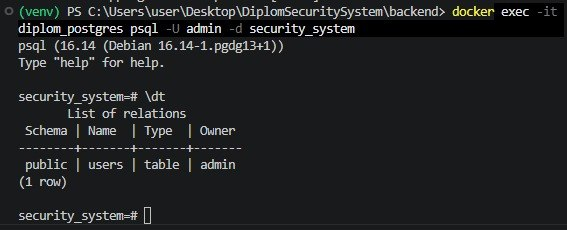 (venv) PS C:\Users\user\Desktop\DiplomSecuritySystem\backend> docker exec -it
diplom_postgres psql -U admin -d security_system
psql (16.14 (Debian 16.14-1.pgdg13+1))
Type "help" for help.

security_system=# \dt
       List of relations
 Schema | Name  | Type  | Owner
--------+-------+-------+-------
 public | users | table | admin
(1 row)

security_system=#